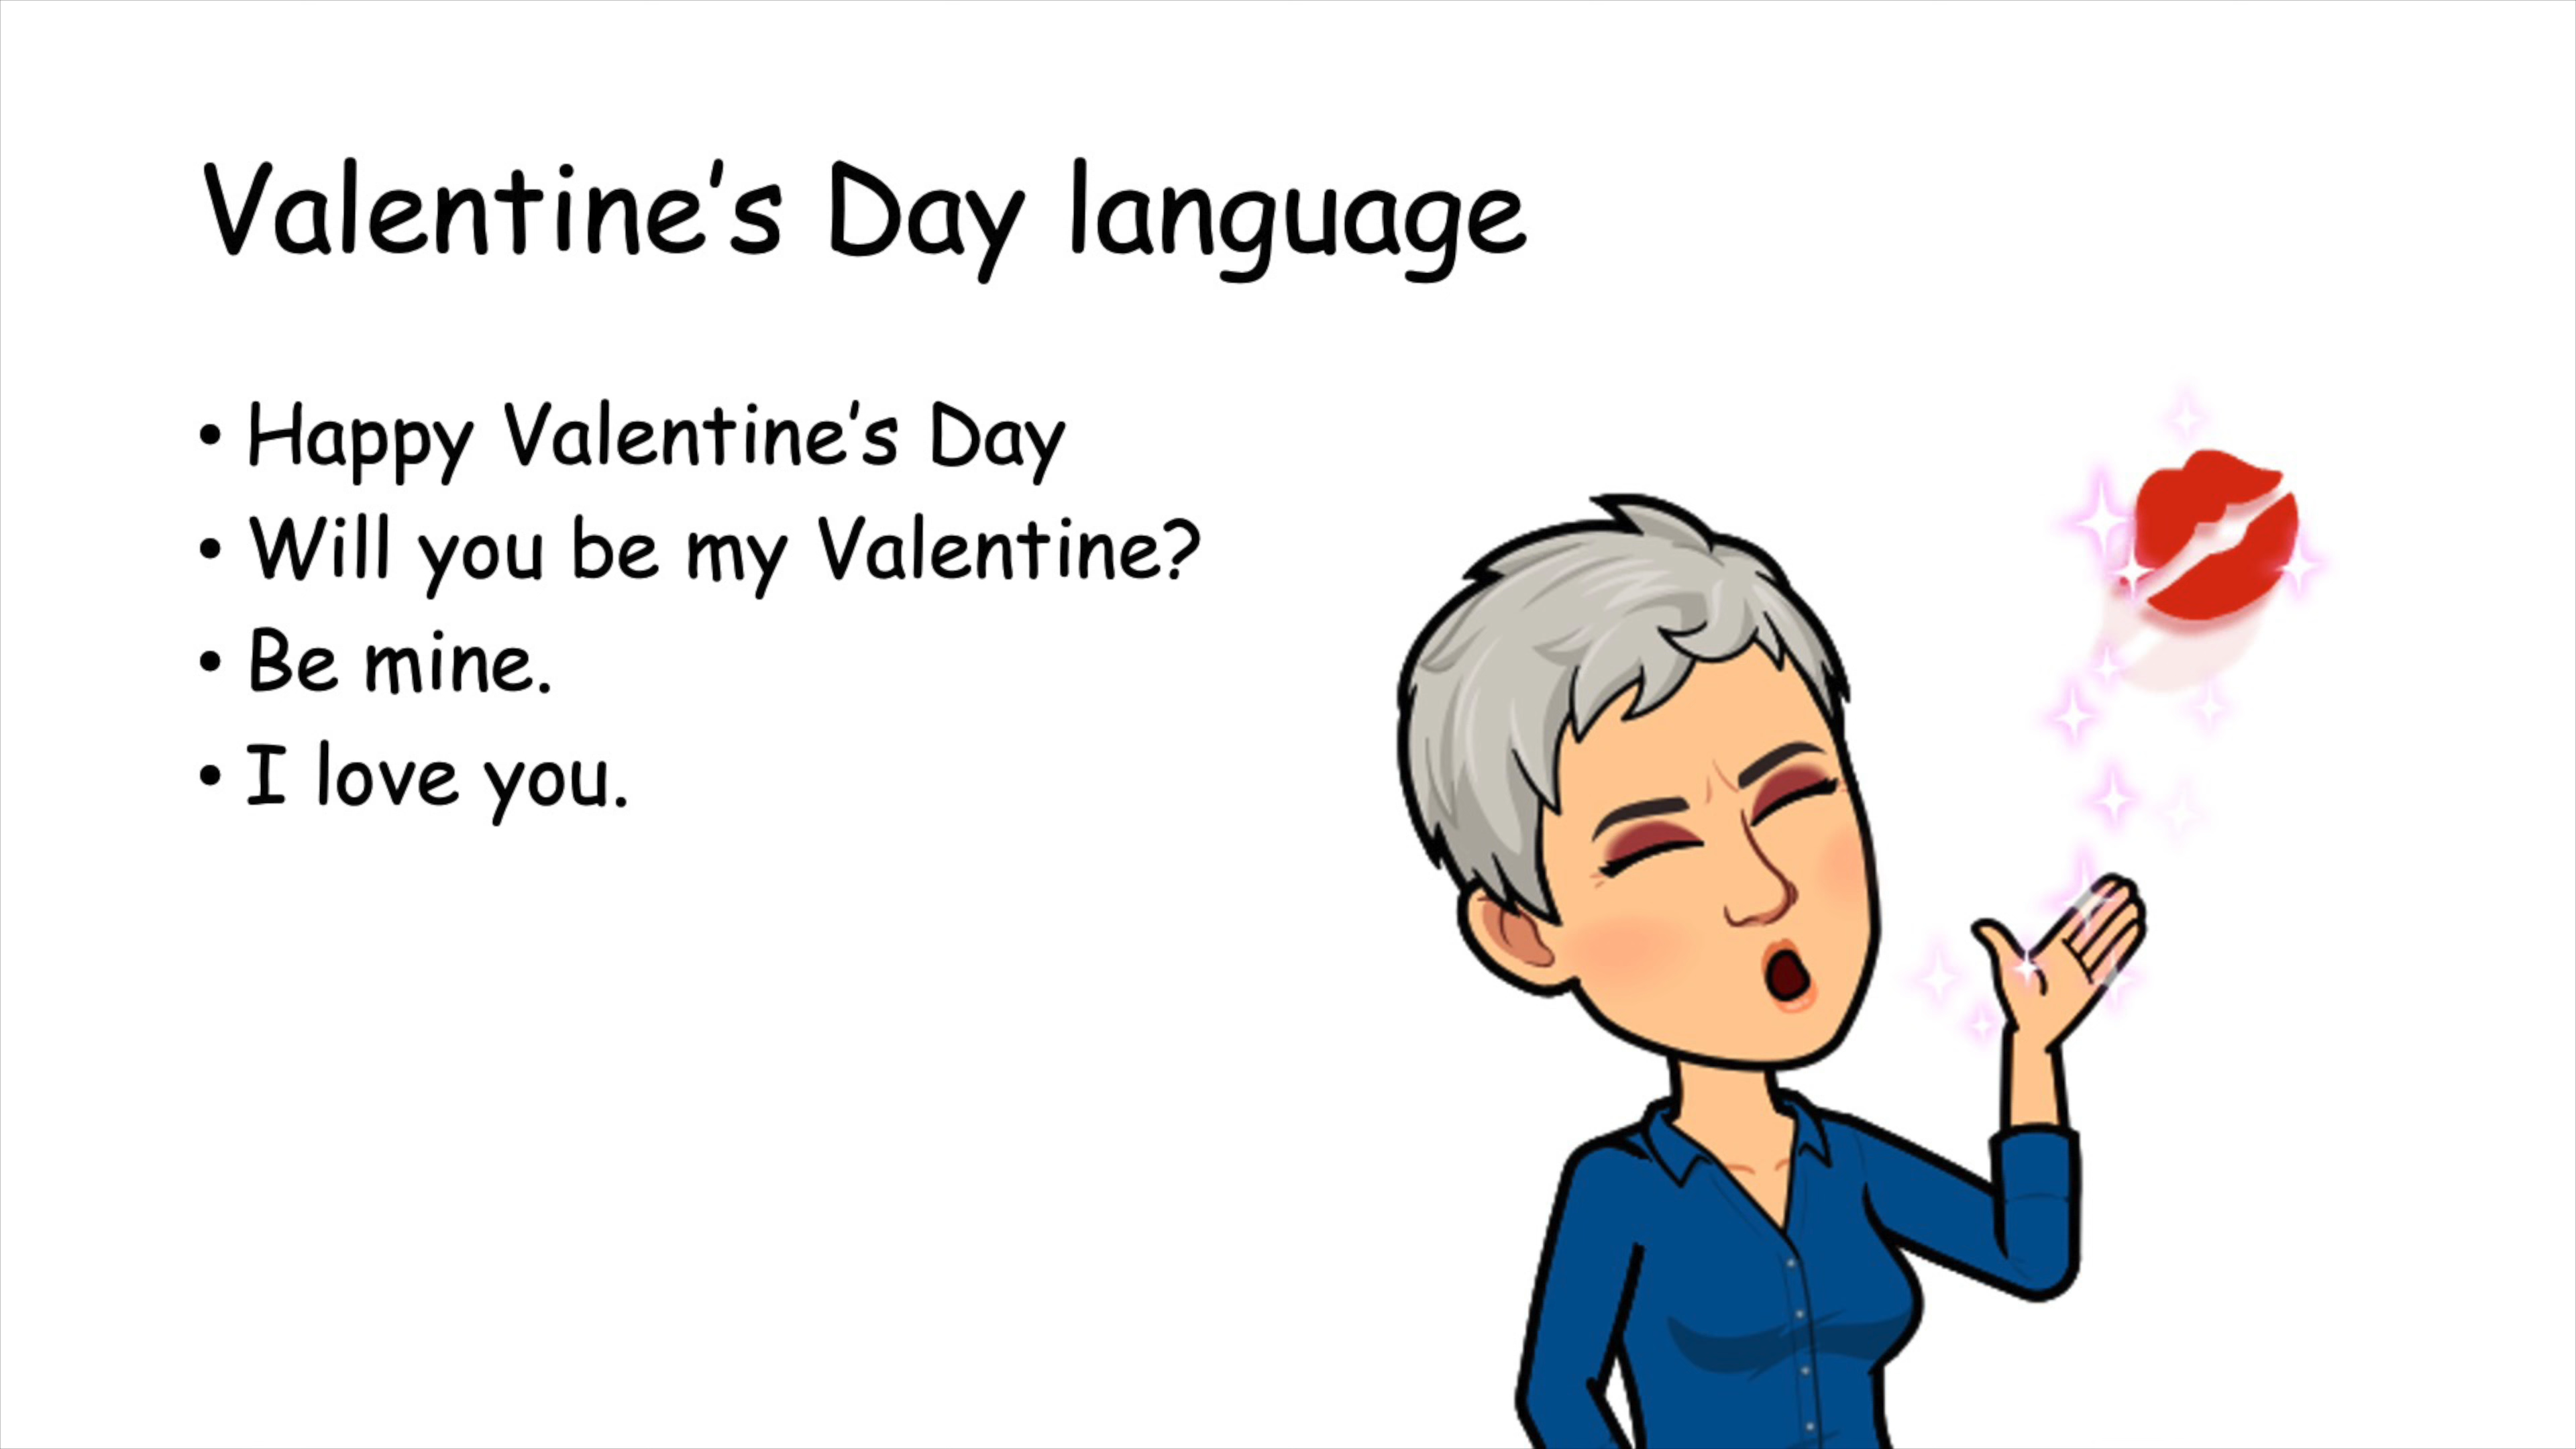 Valentine’s Day language
• Happy Valentine’s Day
• Will you be my Valentine?
• Be mine.
• I love you.